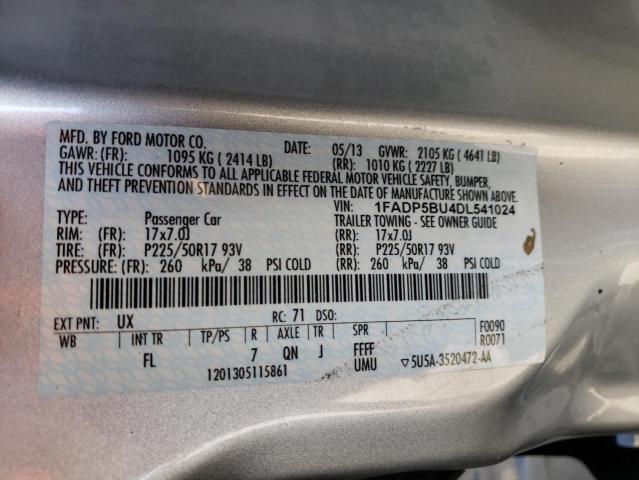 MFD. BY FORD MOTOR CO. DATE: 05/13 GVWR: 2105 KG ( 4641 LB)
GAWR: (FR): 1095 KG ( 2414 LB) (RR): 1010 KG ( 2227 LB)
THIS VEHICLE CONFORMS TO ALL APPLICABLE FEDERAL MOTOR VEHICLE SAFETY, BUMPER,
AND THEFT PREVENTION STANDARDS IN EFFECT ON THE DATE OF MANUFACTURE SHOWN ABOVE.
VIN: 1FADP5BU4DL541024
TYPE: Passenger Car TRAILER TOWING - SEE OWNER GUIDE
RIM: (FR): 17x7.0J (RR): 17x7.0J
TIRE: (FR): P225/50R17 93V (RR): P225/50R17 93V
PRESSURE: (FR): 260 kPa/ 38 PSI COLD (RR): 260 kPa/ 38 PSI COLD
EXT PNT: UX RC: 71 DSO: F0090
WB INT TR TP/PS R AXLE TR SPR R0071
FL 7 QN J FFFF
1201305115861 UMU ▽5U5A-3520472-AA